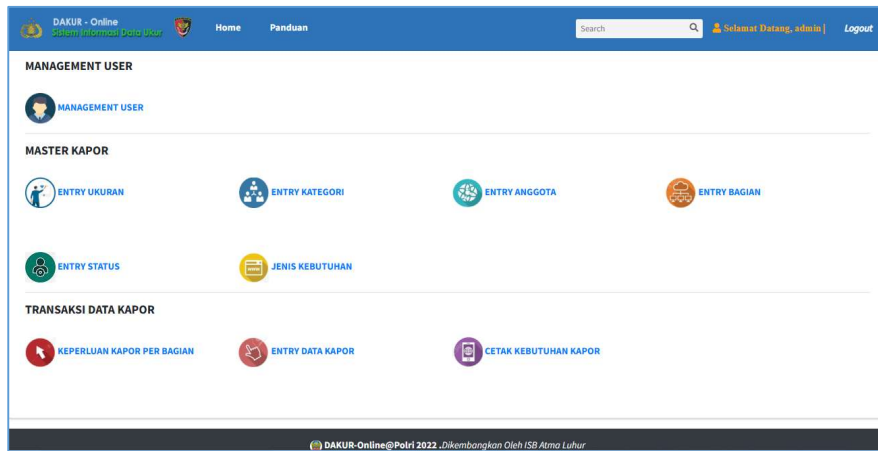 DAKUR - Online
Sistem Informasi Data Ukur
Home Panduan Search Selamat Datang, admin | Logout
MANAGEMENT USER
MANAGEMENT USER
MASTER KAPOR
ENTRY UKURAN ENTRY KATEGORI ENTRY ANGGOTA ENTRY BAGIAN
ENTRY STATUS JENIS KEBUTUHAN
TRANSAKSI DATA KAPOR
KEPERLUAN KAPOR PER BAGIAN ENTRY DATA KAPOR CETAK KEBUTUHAN KAPOR
DAKUR-Online@Polri 2022 .Dikembangkan Oleh ISB Atma Luhur